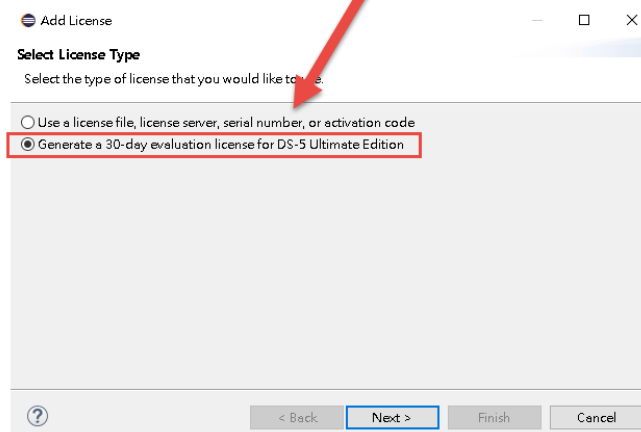 Add License
Select License Type
Select the type of license that you would like to use.
Use a license file, license server, serial number, or activation code
Generate a 30-day evaluation license for DS-5 Ultimate Edition
?
< Back
Next >
Finish
Cancel